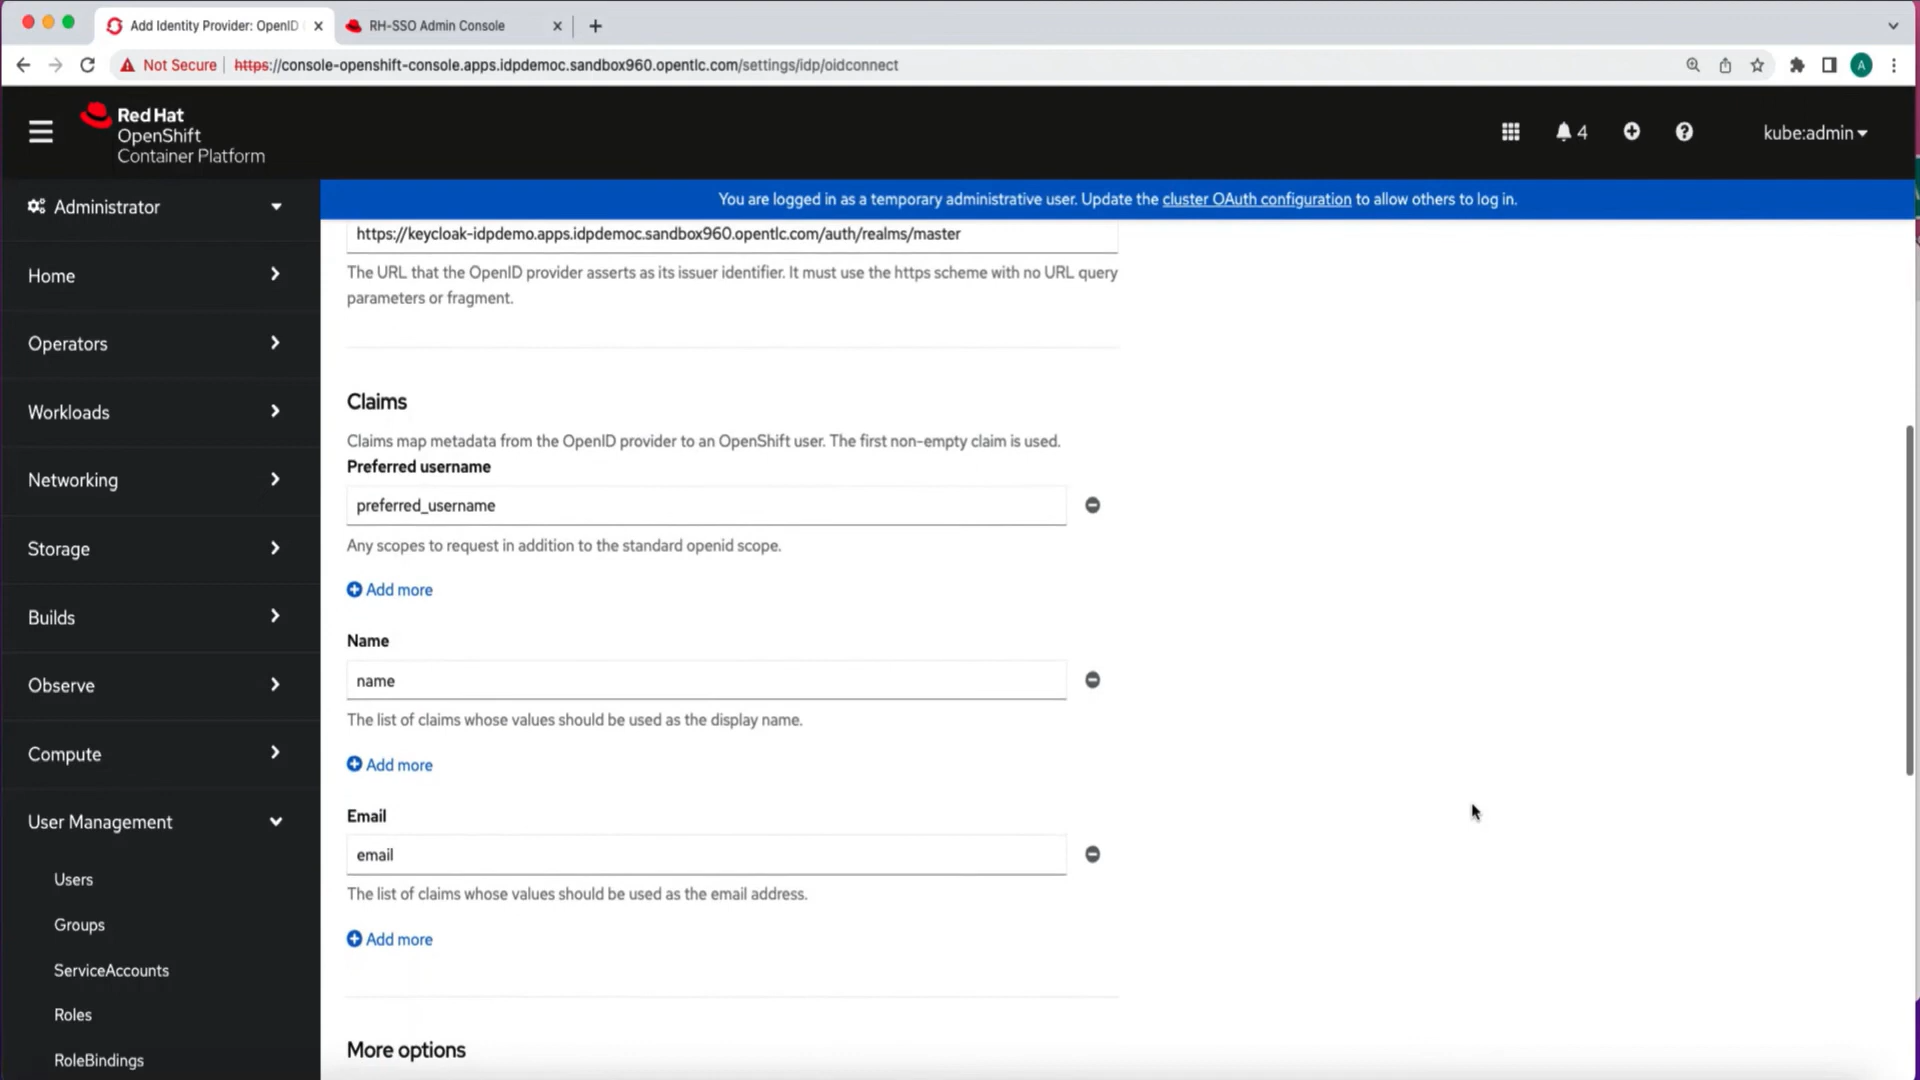 Add Identity Provider: OpenID
RH-SSO Admin Console
Not Secure
https://console-openshift-console.apps.idpdemoc.sandbox960.opentlc.com/settings/idp/oidconnect
A
Red Hat
OpenShift
Container Platform
4
kube:admin
Administrator
You are logged in as a temporary administrative user. Update the cluster OAuth configuration to allow others to log in.
Home
Operators
Workloads
Networking
Storage
Builds
Observe
Compute
User Management
Users
Groups
ServiceAccounts
Roles
RoleBindings
https://keycloak-idpdemo.apps.idpdemoc.sandbox960.opentlc.com/auth/realms/master
The URL that the OpenID provider asserts as its issuer identifier. It must use the https scheme with no URL query
parameters or fragment.
Claims
Claims map metadata from the OpenID provider to an OpenShift user. The first non-empty claim is used.
Preferred username
preferred_username
Any scopes to request in addition to the standard openid scope.
Add more
Name
name
The list of claims whose values should be used as the display name.
Add more
Email
email
The list of claims whose values should be used as the email address.
Add more
More options